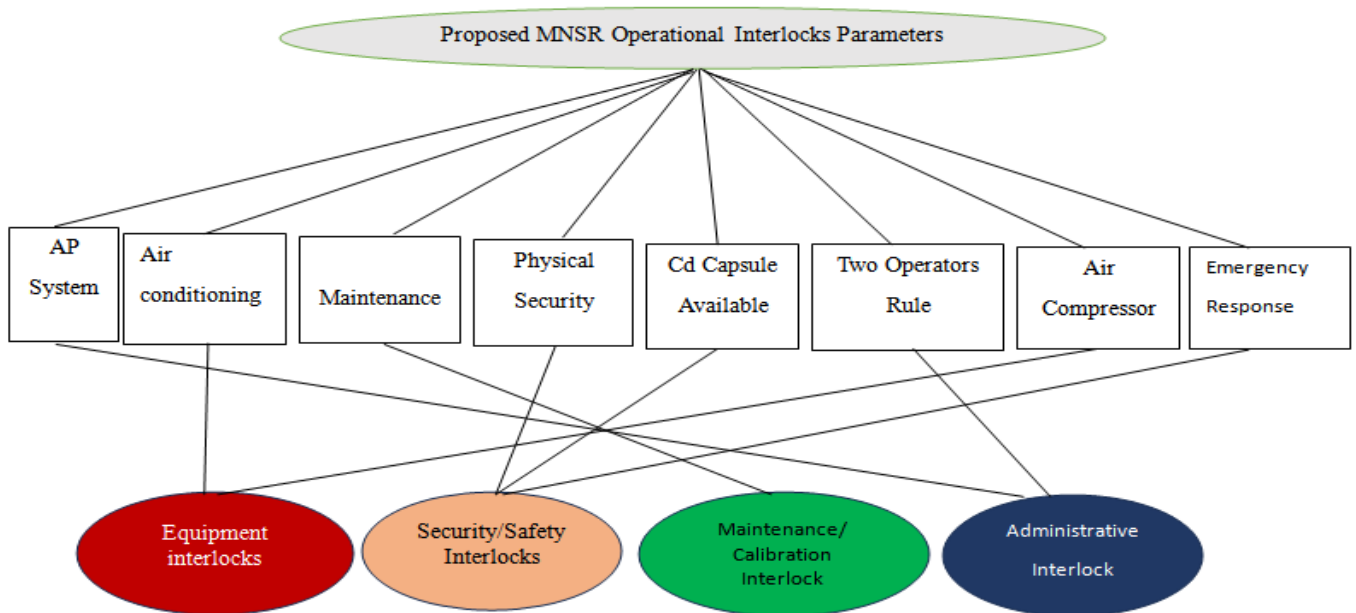 Proposed MNSR Operational Interlocks Parameters
AP
System
Air
conditioning
Maintenance
Physical
Security
Cd Capsule
Available
Two Operators
Rule
Air
Compressor
Emergency
Response
Equipment
interlocks
Security/Safety
Interlocks
Maintenance/
Calibration
Interlock
Administrative
Interlock